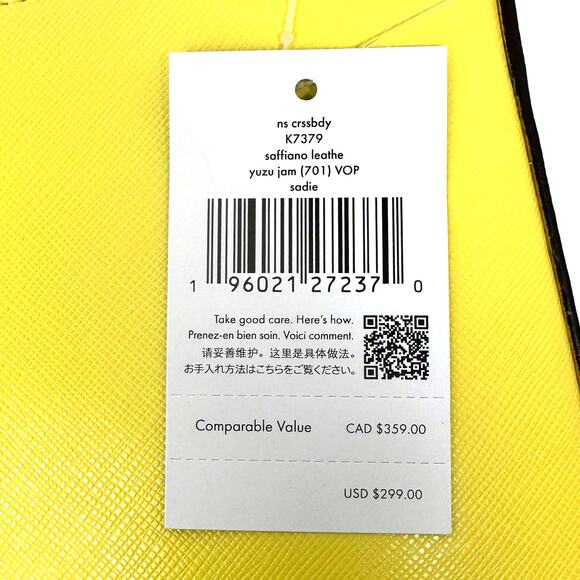 ns crssbdy
K7379
saffiano leathe
yuzu jam (701) VOP
sadie
1 96021 27237 0
Take good care. Here's how.
Prenez-en bien soin. Voici comment.
请妥善维护。这里是具体做法。
お手入れ方法はこちらをご覧ください。
Comparable Value CAD $359.00
USD $299.00